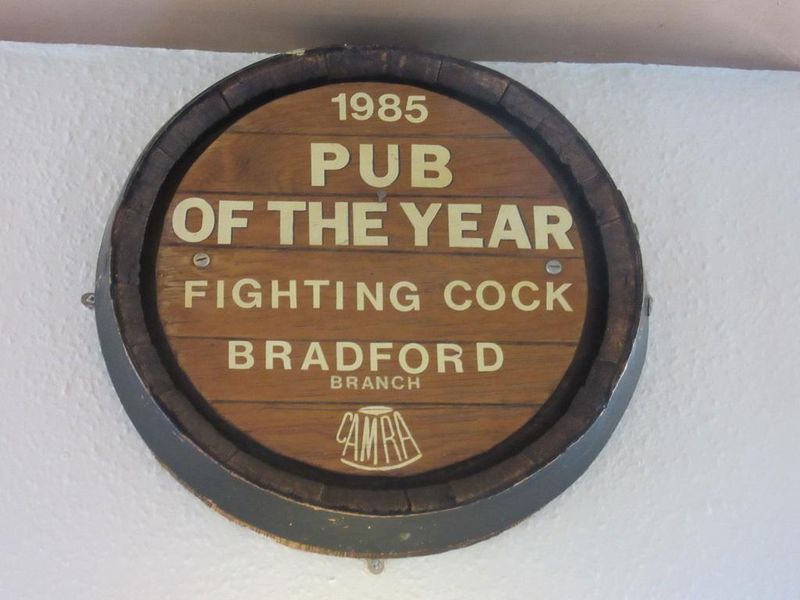 1985
PUB
OF THE YEAR
FIGHTING COCK
BRADFORD
BRANCH
CAMRA